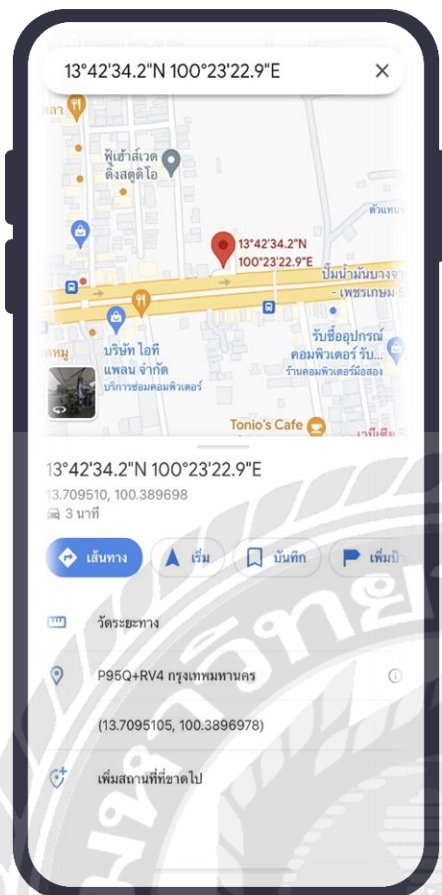 13°42'34.2"N 100°23'22.9"E
ฟู้เฮ้าส์เวด
ดิ้งสตูดิโอ
13°42'34.2"N
100°23'22.9"E
ปั๊มน้ำมันบางจา
- เพชรเกษม
บริษัท ไอที
แพลน จำกัด
บริการซ่อมคอมพิวเตอร์
รับซื้ออุปกรณ์
คอมพิวเตอร์ รับ...
ร้านคอมพิวเตอร์มือสอง
Tonio's Cafe
13°42'34.2"N 100°23'22.9"E
13.709510, 100.389698
3 นาที
เส้นทาง
เริ่ม
บันทึก
เพิ่มป้า
วัดระยะทาง
P95Q+RV4 กรุงเทพมหานคร
(13.7095105, 100.3896978)
เพิ่มสถานที่ที่ขาดไป